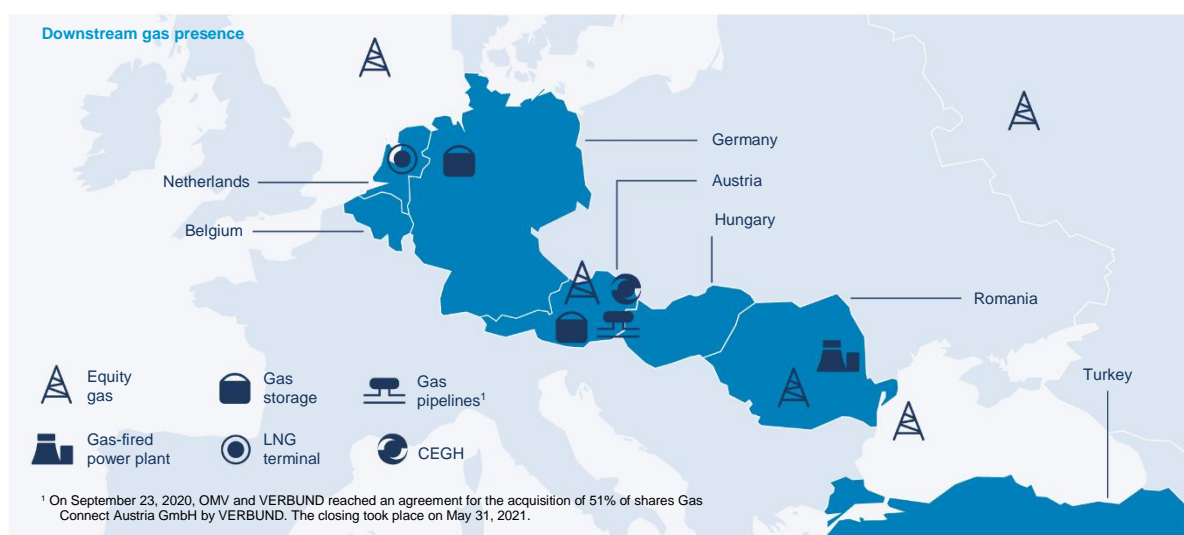 Downstream gas presence
Germany
Netherlands
Austria
Belgium
Hungary
Romania
Turkey
Equity
gas
Gas
storage
Gas
pipelines¹
Gas-fired
power plant
LNG
terminal
CEGH
¹ On September 23, 2020, OMV and VERBUND reached an agreement for the acquisition of 51% of shares Gas
Connect Austria GmbH by VERBUND. The closing took place on May 31, 2021.